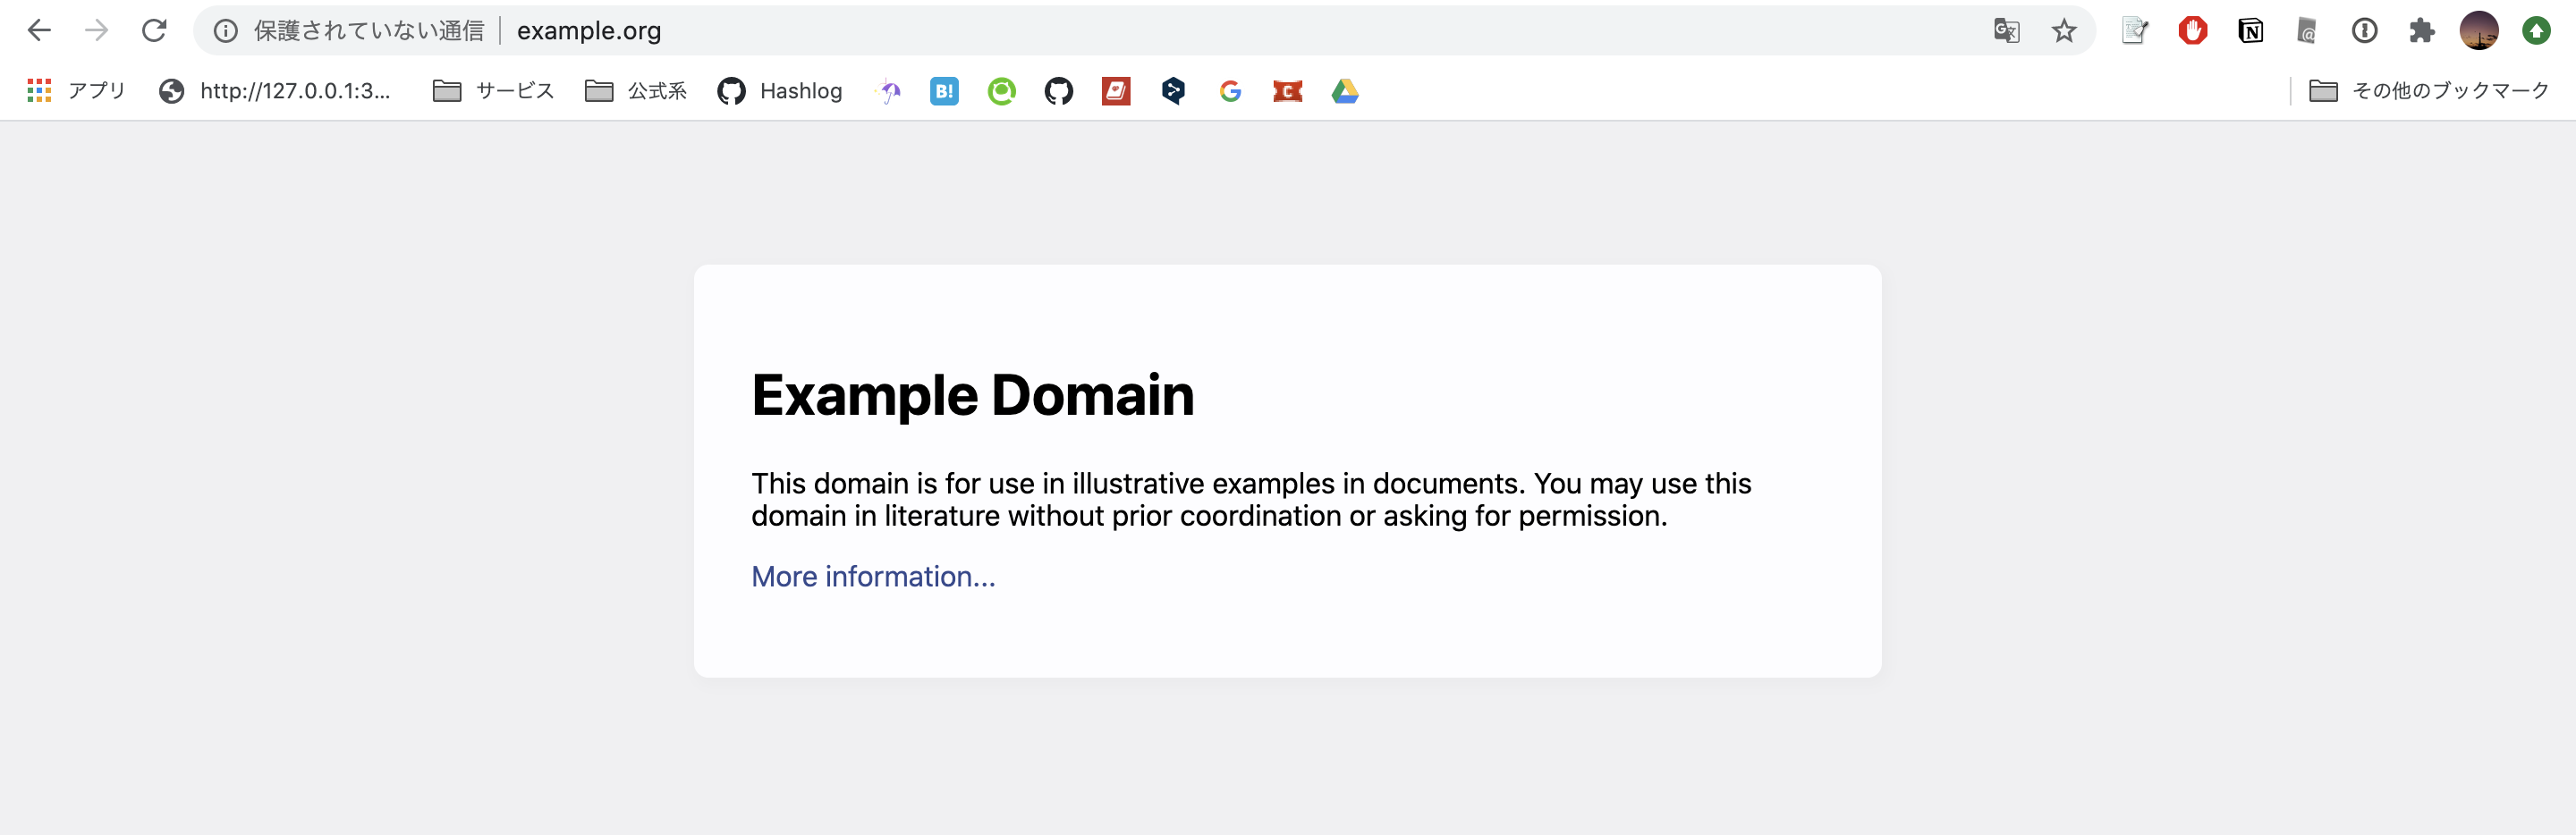 保護されていない通信 example.org
アプリ http://127.0.0.1:3... サービス 公式系 Hashlog B! C その他のブックマーク
Example Domain
This domain is for use in illustrative examples in documents. You may use this
domain in literature without prior coordination or asking for permission.
More information...